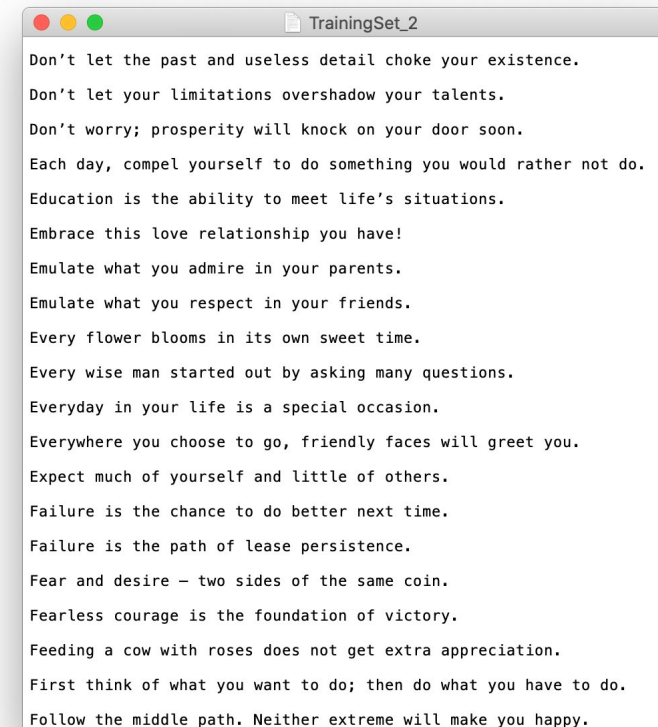 TrainingSet_2
Don’t let the past and useless detail choke your existence.
Don’t let your limitations overshadow your talents.
Don’t worry; prosperity will knock on your door soon.
Each day, compel yourself to do something you would rather not do.
Education is the ability to meet life’s situations.
Embrace this love relationship you have!
Emulate what you admire in your parents.
Emulate what you respect in your friends.
Every flower blooms in its own sweet time.
Every wise man started out by asking many questions.
Everyday in your life is a special occasion.
Everywhere you choose to go, friendly faces will greet you.
Expect much of yourself and little of others.
Failure is the chance to do better next time.
Failure is the path of lease persistence.
Fear and desire – two sides of the same coin.
Fearless courage is the foundation of victory.
Feeding a cow with roses does not get extra appreciation.
First think of what you want to do; then do what you have to do.
Follow the middle path. Neither extreme will make you happy.